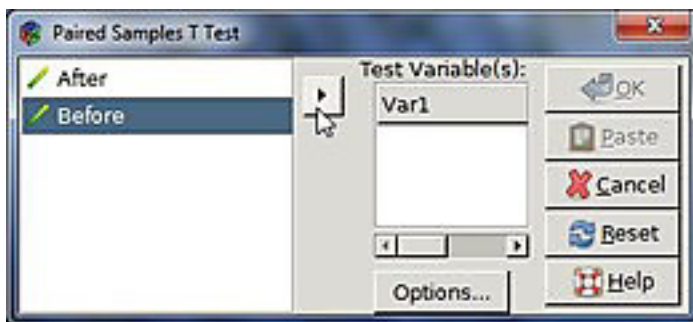 Paired Samples T Test
After
Before
Test Variable(s):
Var1
Options...
OK
Paste
Cancel
Reset
Help